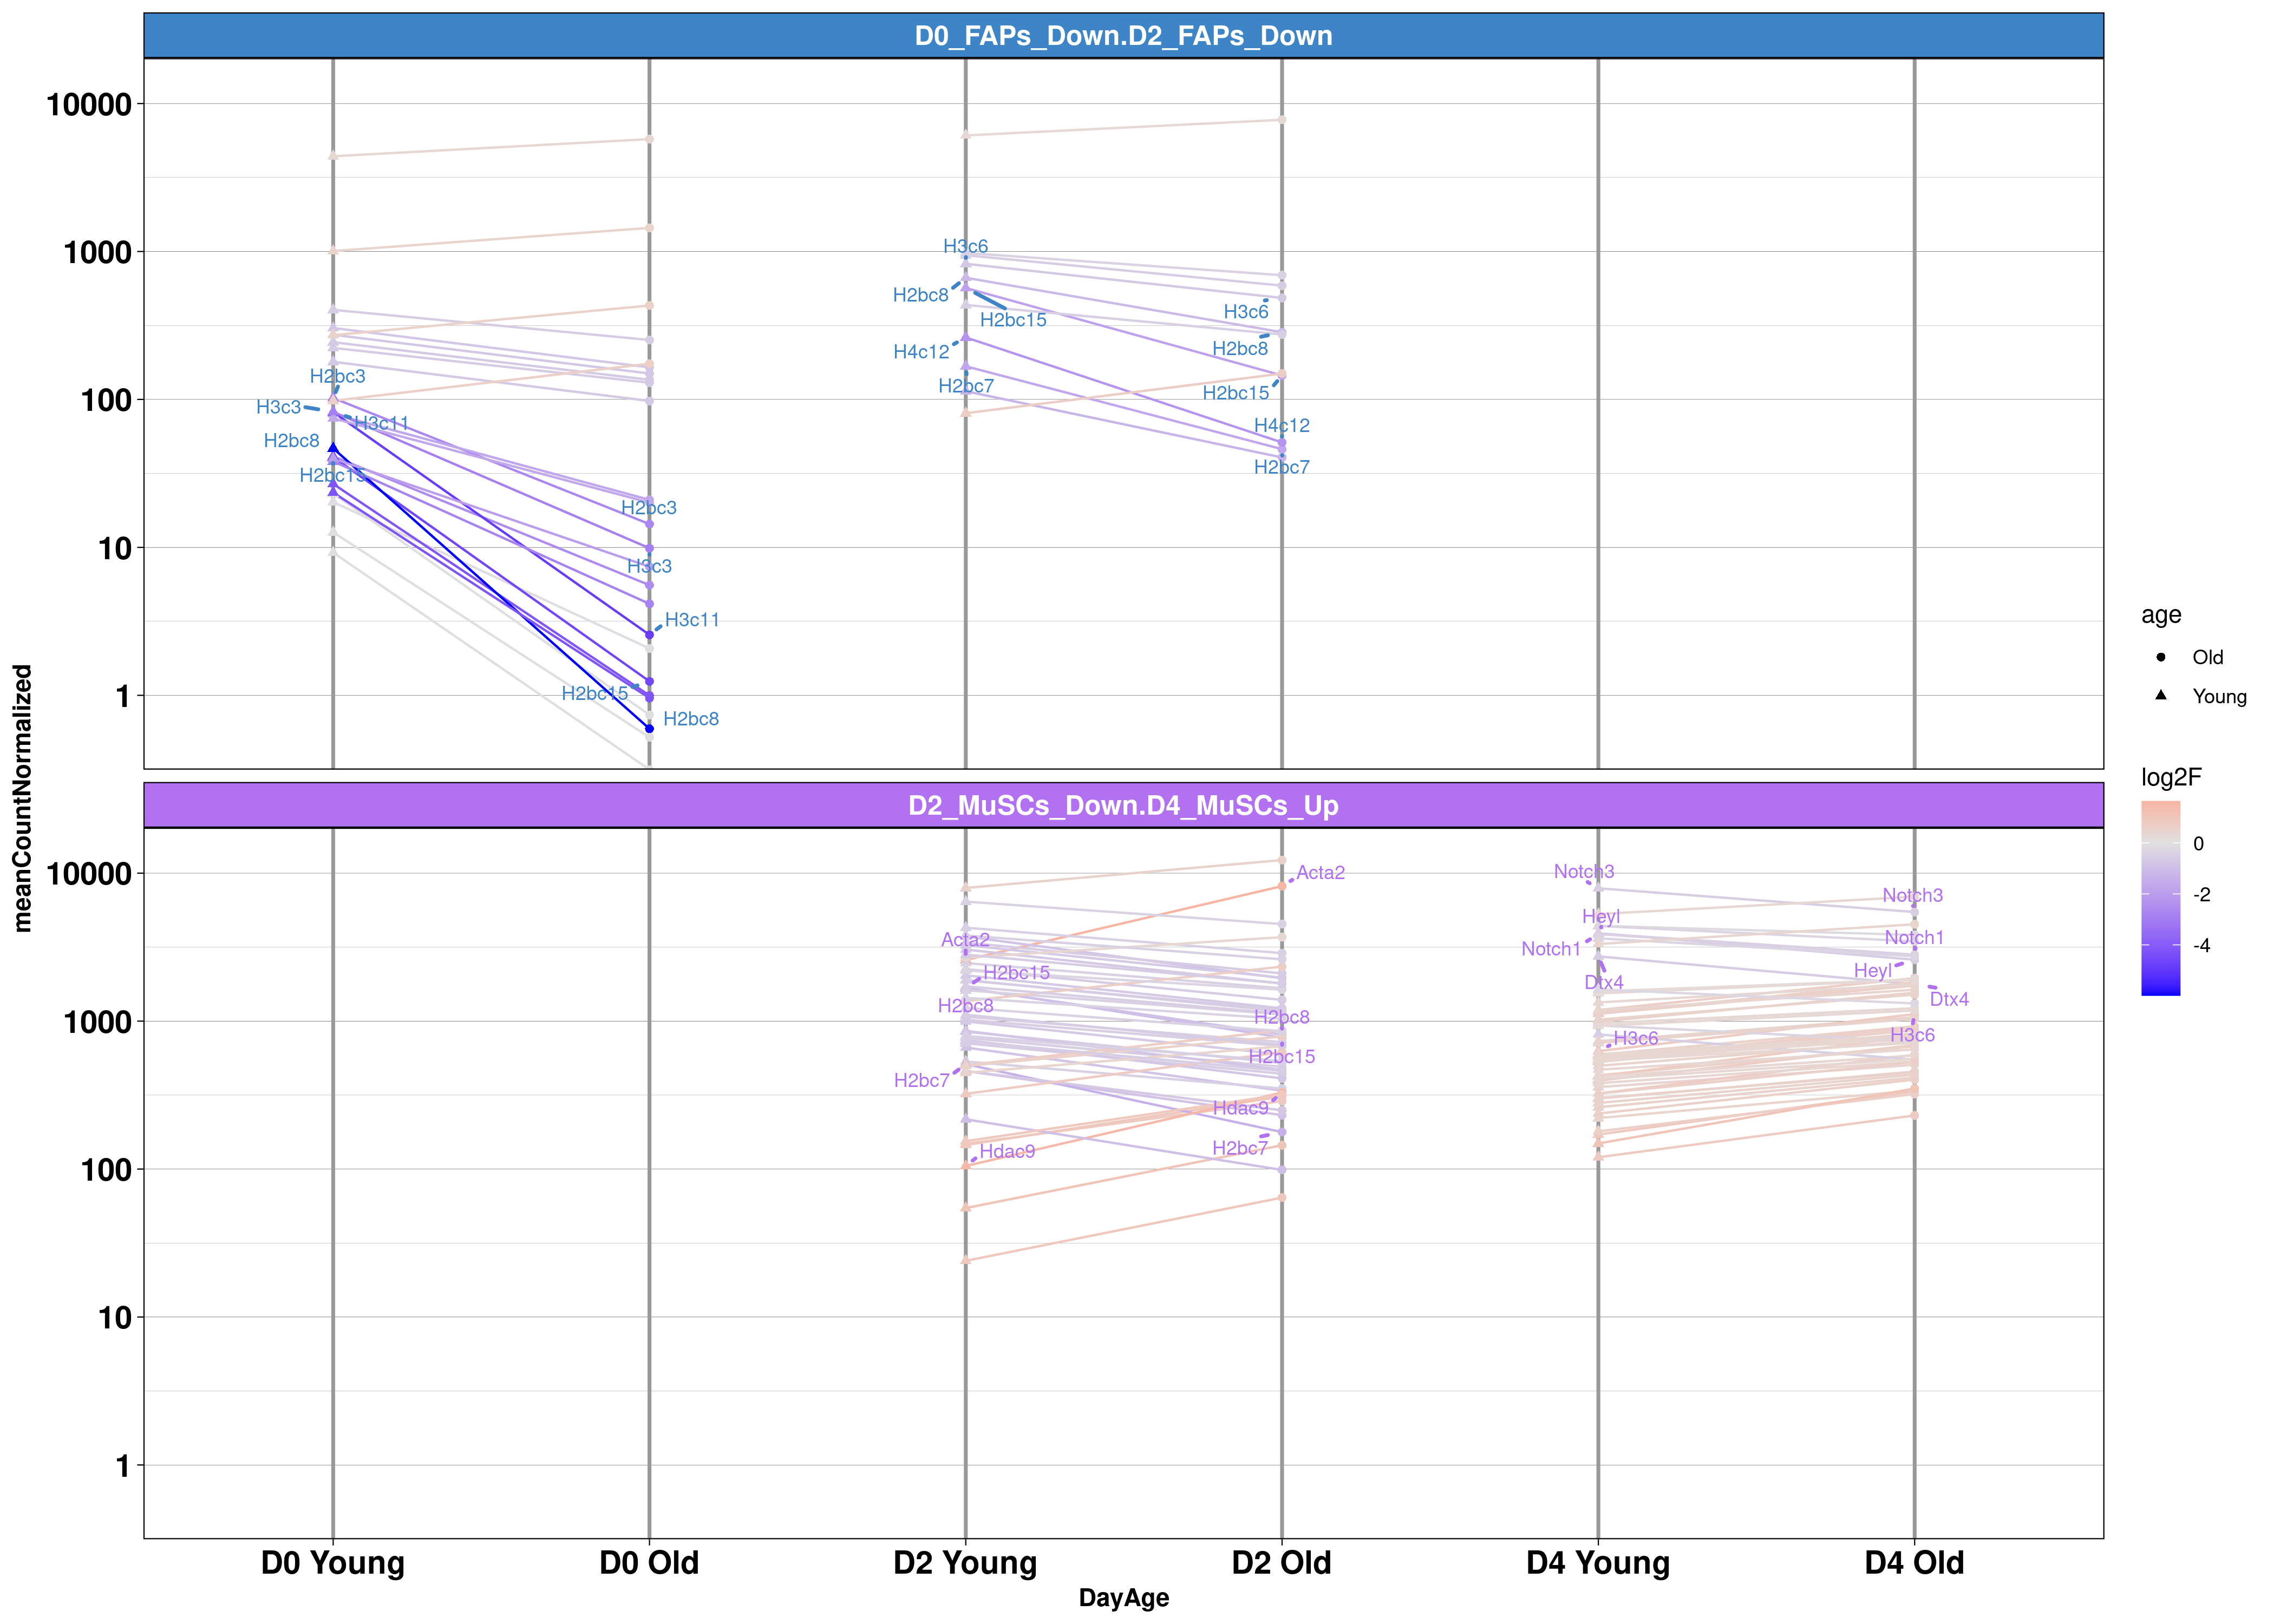 D0_FAPs_Down.D2_FAPs_Down
10000
1000
100
10
1
H2bc3
H3c3
H3c11
H2bc8
H2bc15
H2bc3
H3c3
H3c11
H2bc15
H2bc8
H3c6
H2bc8
H2bc15
H4c12
H2bc7
H3c6
H2bc8
H2bc15
H4c12
H2bc7
D2_MuSCs_Down.D4_MuSCs_Up
10000
1000
100
10
1
Acta2
H2bc15
H2bc8
H2bc7
Hdac9
Acta2
H2bc8
H2bc15
Hdac9
H2bc7
Notch3
Heyl
Notch1
Dtx4
H3c6
Notch3
Notch1
Heyl
Dtx4
H3c6
D0 Young
D0 Old
D2 Young
D2 Old
D4 Young
D4 Old
DayAge
meanCountNormalized
age
Old
Young
log2F
0
-2
-4